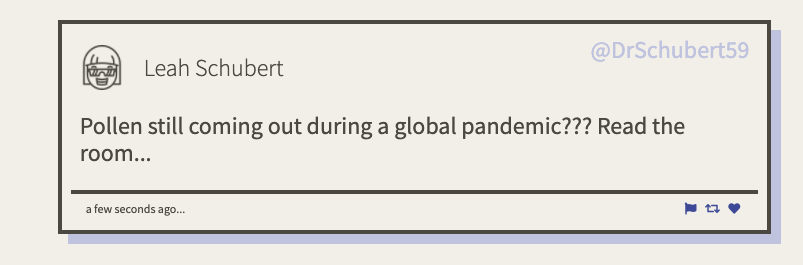 @DrSchubert59
Leah Schubert
Pollen still coming out during a global pandemic??? Read the
room...
a few seconds ago...